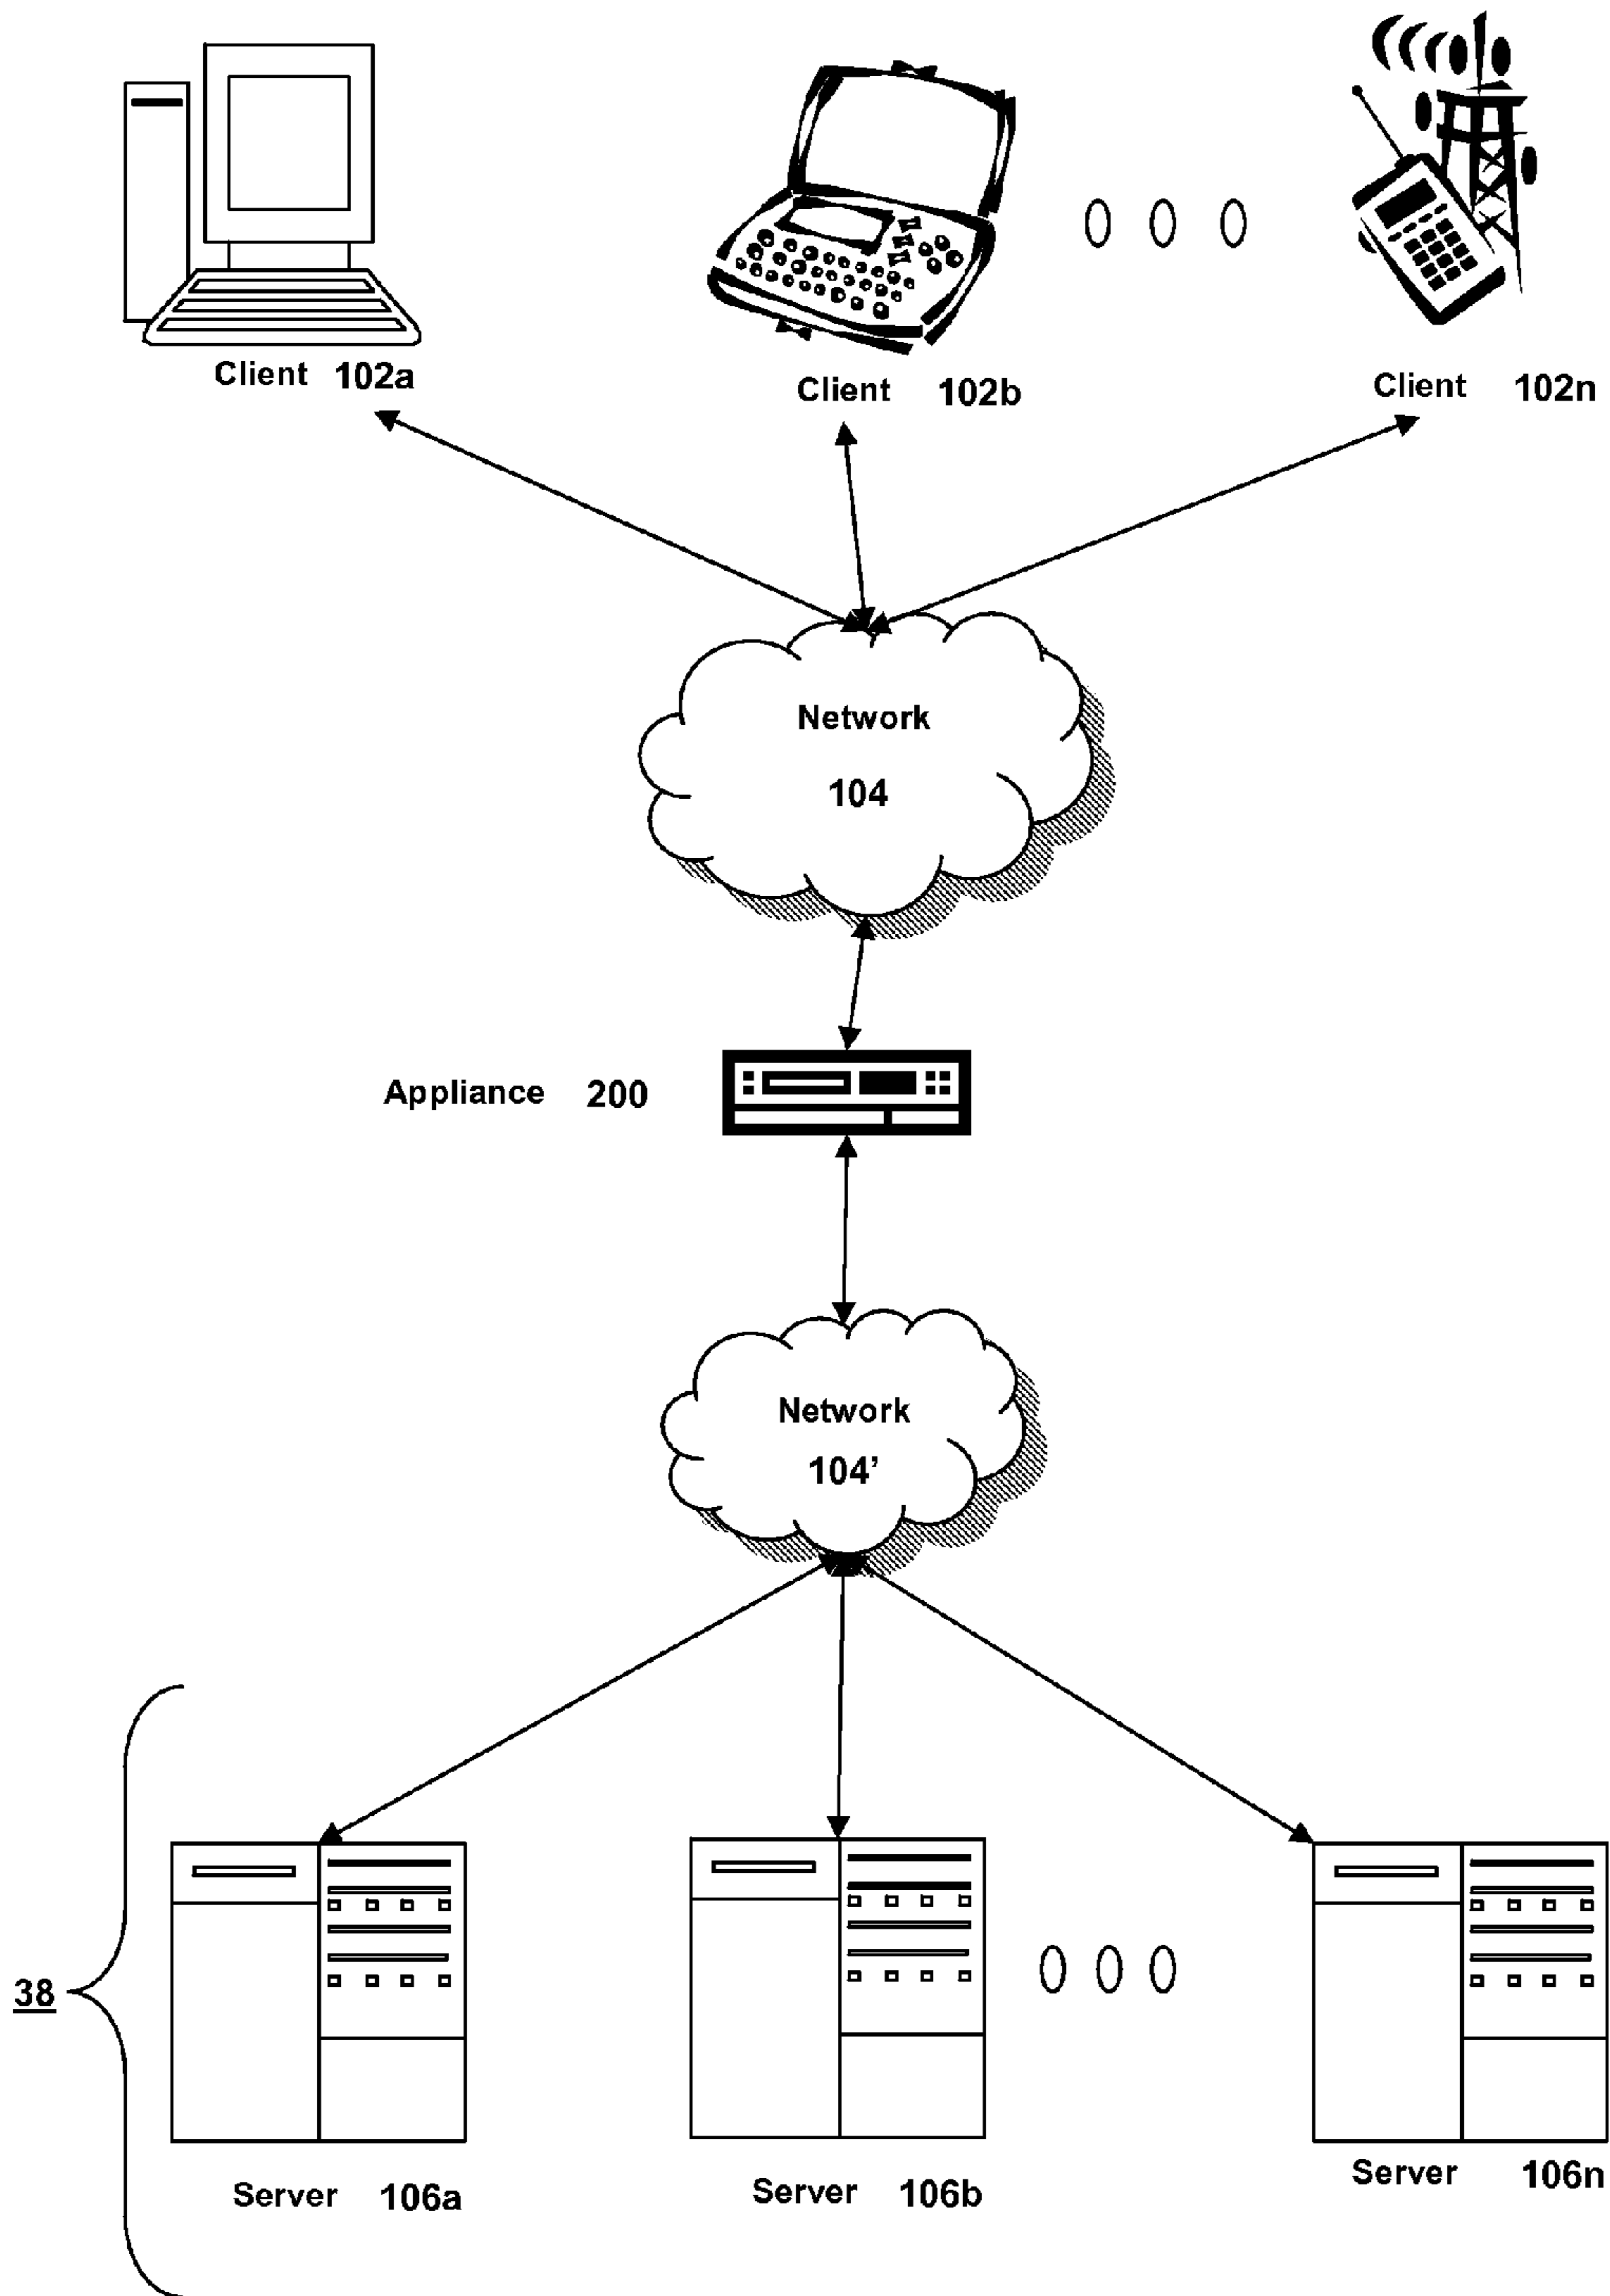 Client 102a
Client 102b
Client 102n
Network
104
Appliance 200
Network
104’
38
Server 106a
Server 106b
Server 106n